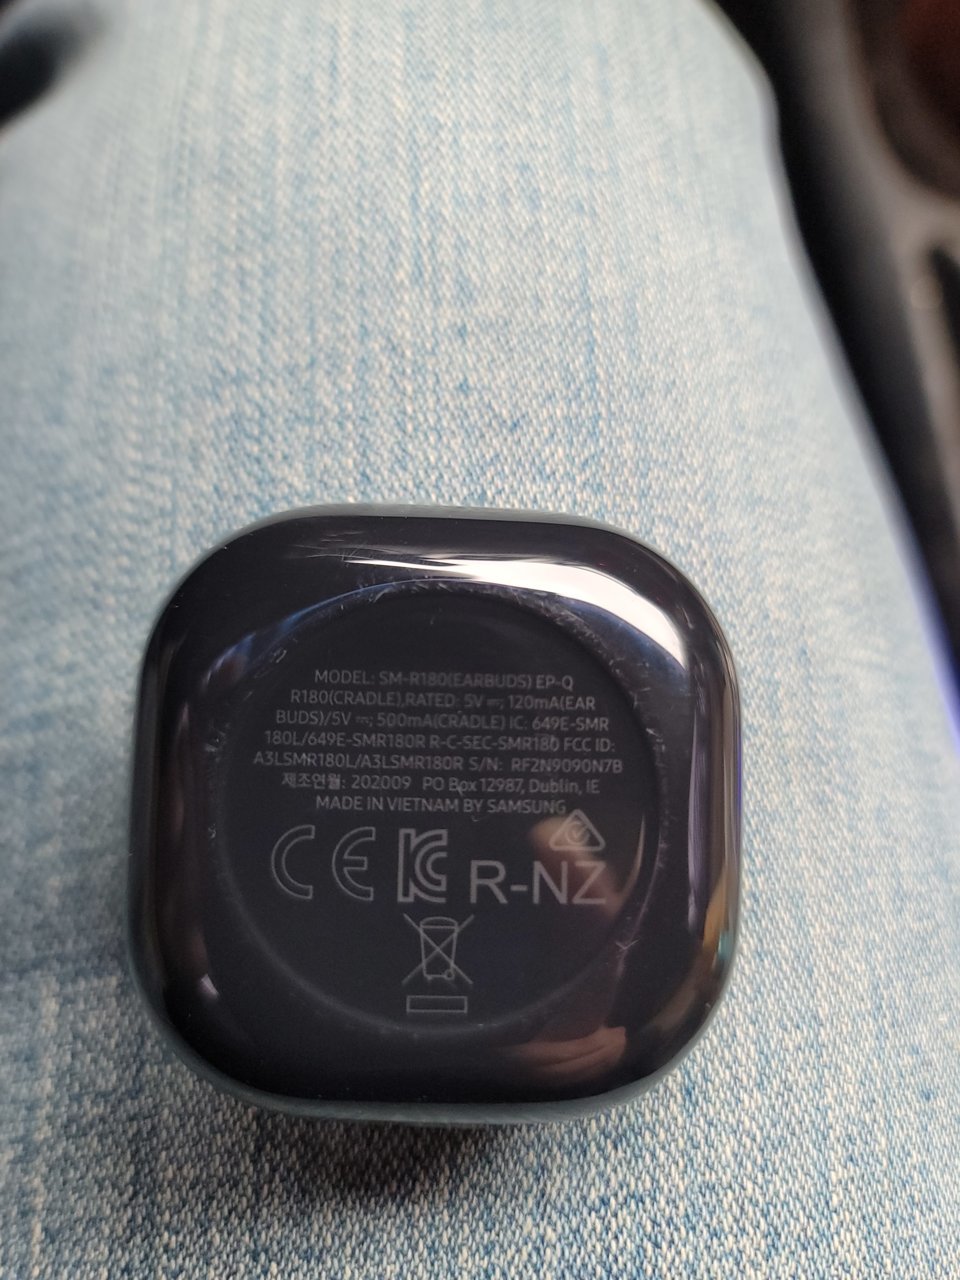 MODEL: SM-R180(EARBUDS) EP-Q
R180(CRADLE),RATED: 5V ⎓; 120mA(EAR
BUDS)/5V ⎓; 500mA(CRADLE) IC: 649E-SMR
180L/649E-SMR180R R-C-SEC-SMR180 FCC ID:
A3LSMR180L/A3LSMR180R S/N: RF2N9090N7B
제조연월: 202009 PO Box 12987, Dublin, IE
MADE IN VIETNAM BY SAMSUNG
CE KC R-NZ